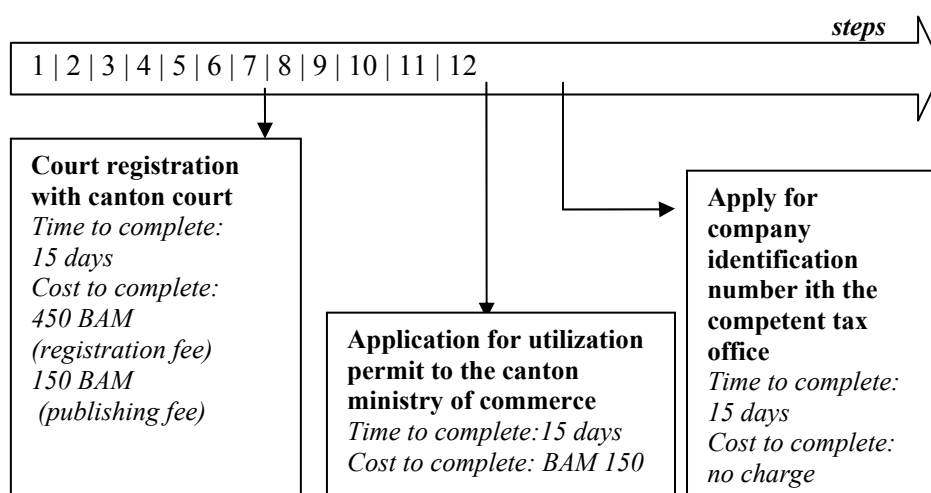 steps
1 | 2 | 3 | 4 | 5 | 6 | 7 | 8 | 9 | 10 | 11 | 12
Court registration
with canton court
Time to complete:
15 days
Cost to complete:
450 BAM
(registration fee)
150 BAM
(publishing fee)
Application for utilization
permit to the canton
ministry of commerce
Time to complete:15 days
Cost to complete: BAM 150
Apply for
company
identification
number ith the
competent tax
office
Time to complete:
15 days
Cost to complete:
no charge